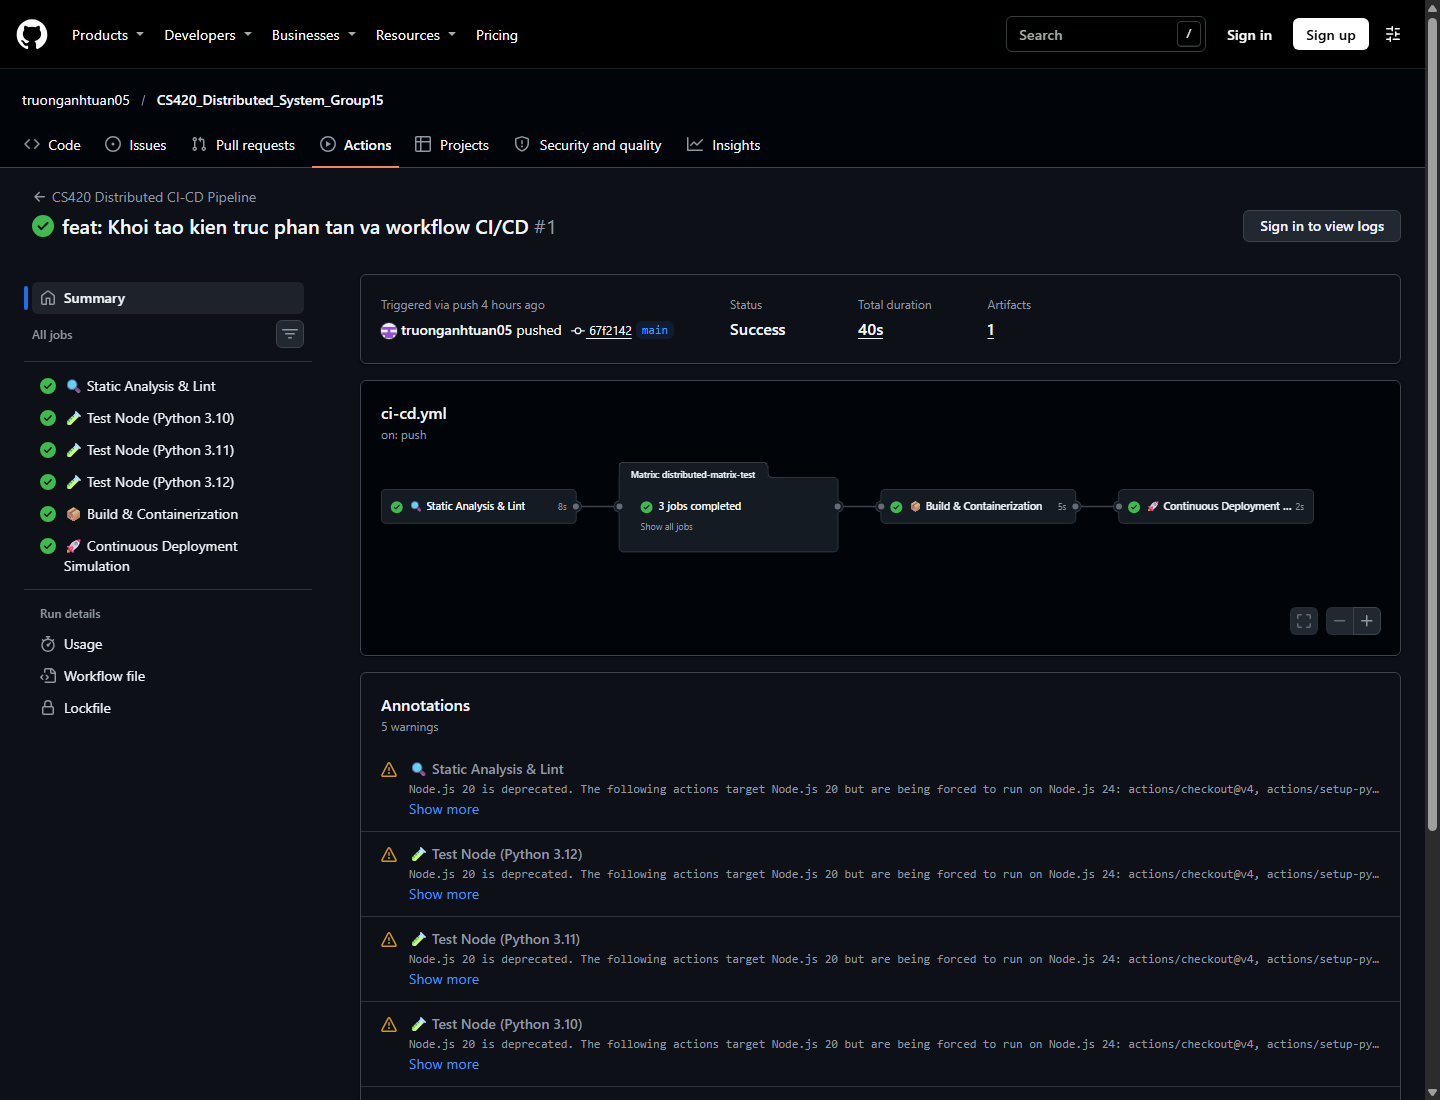 Products
Developers
Businesses
Resources
Pricing
Search
/
Sign in
Sign up
truonganhtuan05 / CS420_Distributed_System_Group15
Code
Issues
Pull requests
Actions
Projects
Security and quality
Insights
CS420 Distributed CI-CD Pipeline
feat: Khoi tao kien truc phan tan va workflow CI/CD #1
Sign in to view logs
Summary
All jobs
Static Analysis & Lint
Test Node (Python 3.10)
Test Node (Python 3.11)
Test Node (Python 3.12)
Build & Containerization
Continuous Deployment
Simulation
Run details
Usage
Workflow file
Lockfile
Triggered via push 4 hours ago
truonganhtuan05 pushed 67f2142 main
Status
Success
Total duration
40s
Artifacts
1
ci-cd.yml
on: push
Static Analysis & Lint 8s
Matrix: distributed-matrix-test
3 jobs completed
Show all jobs
Build & Containerization 5s
Continuous Deployment ... 2s
Annotations
5 warnings
Static Analysis & Lint
Node.js 20 is deprecated. The following actions target Node.js 20 but are being forced to run on Node.js 24: actions/checkout@v4, actions/setup-py…
Show more
Test Node (Python 3.12)
Node.js 20 is deprecated. The following actions target Node.js 20 but are being forced to run on Node.js 24: actions/checkout@v4, actions/setup-py…
Show more
Test Node (Python 3.11)
Node.js 20 is deprecated. The following actions target Node.js 20 but are being forced to run on Node.js 24: actions/checkout@v4, actions/setup-py…
Show more
Test Node (Python 3.10)
Node.js 20 is deprecated. The following actions target Node.js 20 but are being forced to run on Node.js 24: actions/checkout@v4, actions/setup-py…
Show more